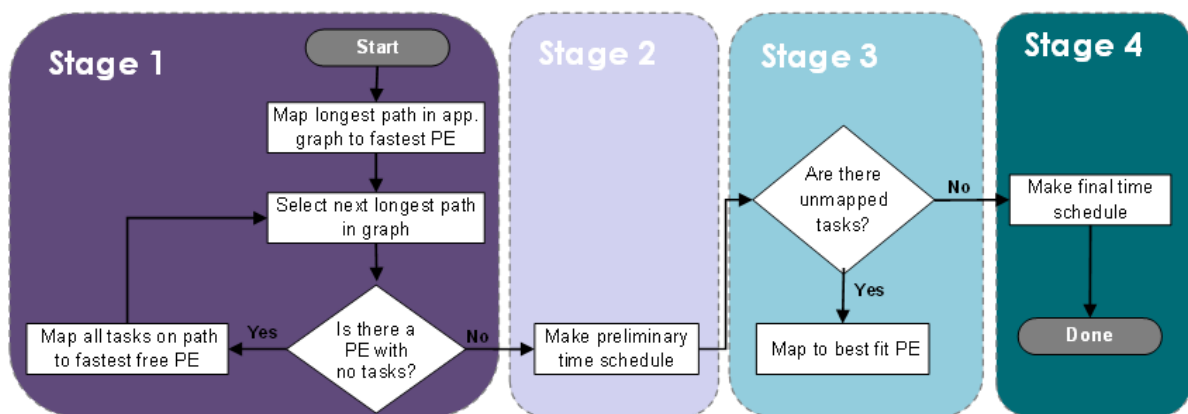 Stage 1
Start
Map longest path in app.
graph to fastest PE
Select next longest path
in graph
Is there a
PE with
no tasks?
Yes
Map all tasks on path
to fastest free PE
No
Stage 2
Make preliminary
time schedule
Stage 3
Are there
unmapped
tasks?
Yes
Map to best fit PE
No
Stage 4
Make final time
schedule
Done